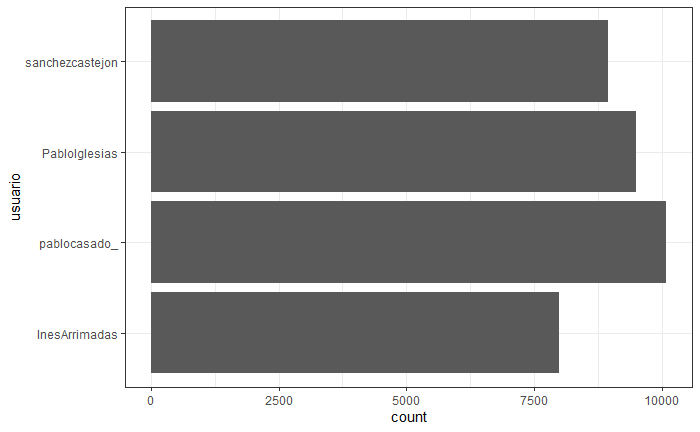 usuario
sanchezcastejon
PabloIglesias
pablocasado_
InesArrimadas
0 2500 5000 7500 10000
count